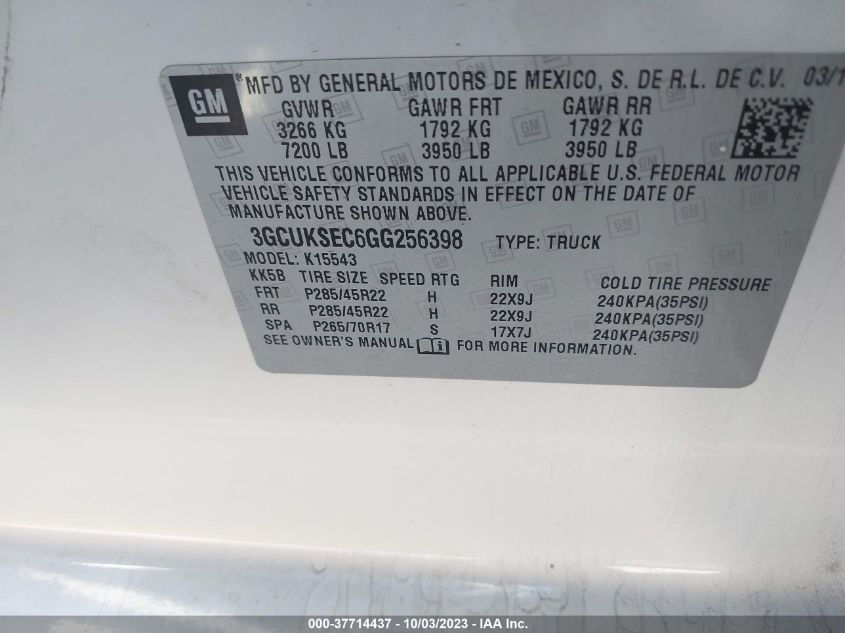 GM ® MFD BY GENERAL MOTORS DE MEXICO, S. DE R.L. DE C.V. 03/1
GVWR GAWR FRT GAWR RR
3266 KG 1792 KG 1792 KG
7200 LB 3950 LB 3950 LB
THIS VEHICLE CONFORMS TO ALL APPLICABLE U.S. FEDERAL MOTOR
VEHICLE SAFETY STANDARDS IN EFFECT ON THE DATE OF
MANUFACTURE SHOWN ABOVE.
3GCUKSEC6GG256398 TYPE: TRUCK
MODEL: K15543
KK5B TIRE SIZE SPEED RTG RIM COLD TIRE PRESSURE
FRT P285/45R22 H 22X9J 240KPA(35PSI)
RR P285/45R22 H 22X9J 240KPA(35PSI)
SPA P265/70R17 S 17X7J 240KPA(35PSI)
SEE OWNER'S MANUAL FOR MORE INFORMATION.
000-37714437 - 10/03/2023 - IAA Inc.